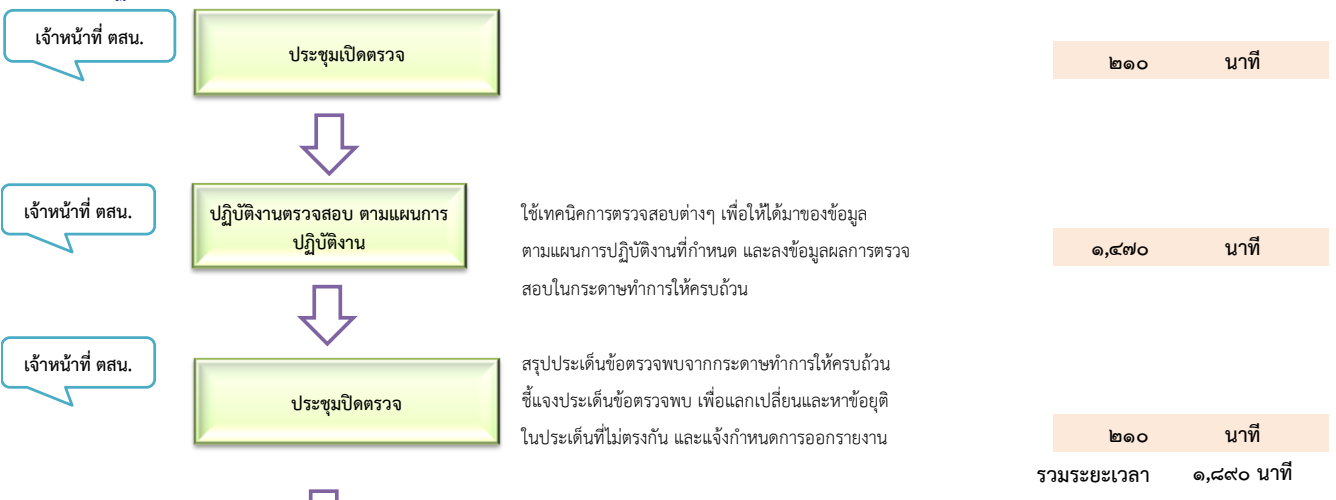 เจ้าหน้าที่ ตสน.
ประชุมเปิดตรวจ
๒๑๐ นาที
เจ้าหน้าที่ ตสน.
ปฏิบัติงานตรวจสอบ ตามแผนการ
ปฏิบัติงาน
ใช้เทคนิคการตรวจสอบต่างๆ เพื่อให้ได้มาของข้อมูล
ตามแผนการปฏิบัติงานที่กำหนด และลงข้อมูลผลการตรวจ
สอบในกระดาษทำการให้ครบถ้วน
๑,๔๗๐ นาที
เจ้าหน้าที่ ตสน.
ประชุมปิดตรวจ
สรุปประเด็นข้อตรวจพบจากกระดาษทำการให้ครบถ้วน
ชี้แจงประเด็นข้อตรวจพบ เพื่อแลกเปลี่ยนและหาข้อยุติ
ในประเด็นที่ไม่ตรงกัน และแจ้งกำหนดการออกรายงาน
๒๑๐ นาที
รวมระยะเวลา ๑,๘๙๐ นาที